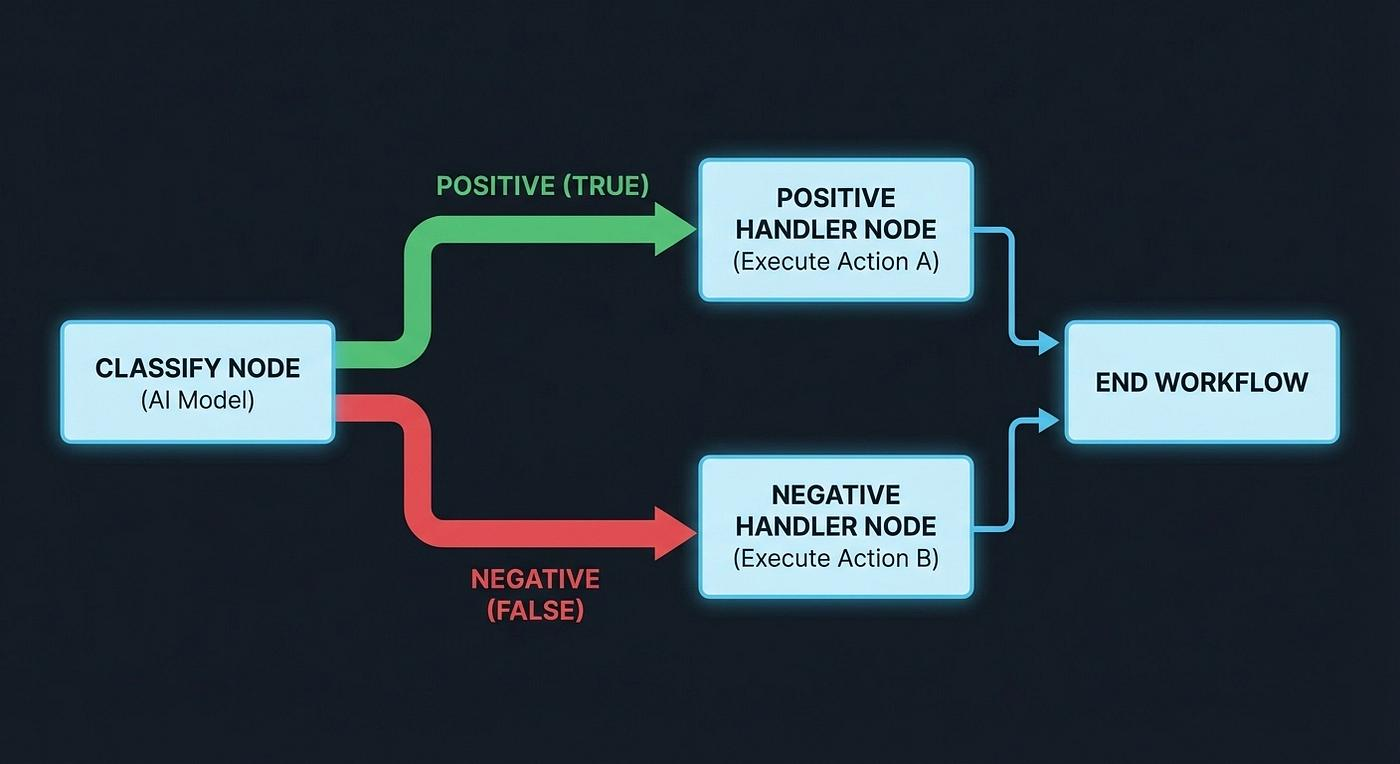 POSITIVE (TRUE)
POSITIVE
HANDLER NODE
(Execute Action A)
CLASSIFY NODE
(AI Model)
END WORKFLOW
NEGATIVE
HANDLER NODE
(Execute Action B)
NEGATIVE
(FALSE)